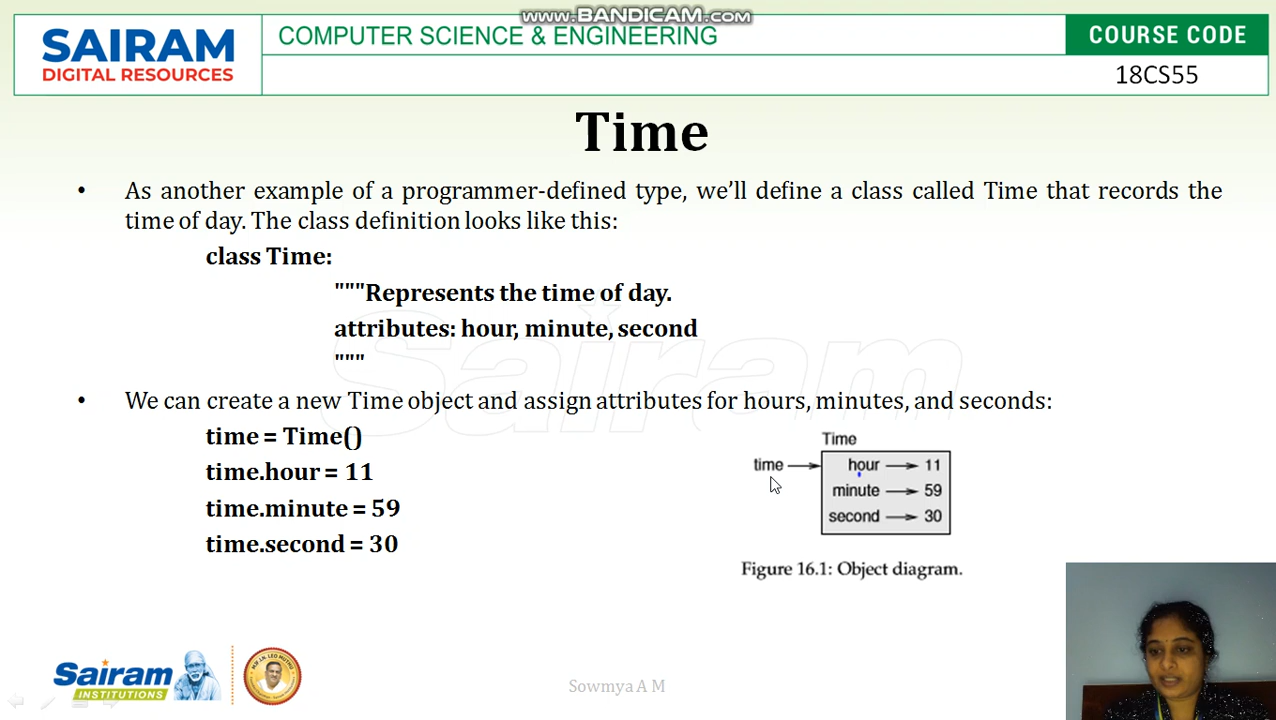 www.BANDICAM.com
SAIRAM
DIGITAL RESOURCES
COMPUTER SCIENCE & ENGINEERING
COURSE CODE
18CS55
Time
• As another example of a programmer-defined type, we'll define a class called Time that records the
time of day. The class definition looks like this:
class Time:
"""Represents the time of day.
attributes: hour, minute, second
"""
• We can create a new Time object and assign attributes for hours, minutes, and seconds:
time = Time()
time.hour = 11
time.minute = 59
time.second = 30
Time
time hour 11
minute 59
second 30
Figure 16.1: Object diagram.
Sairam
Sairam
INSTITUTIONS
Sowmya A M